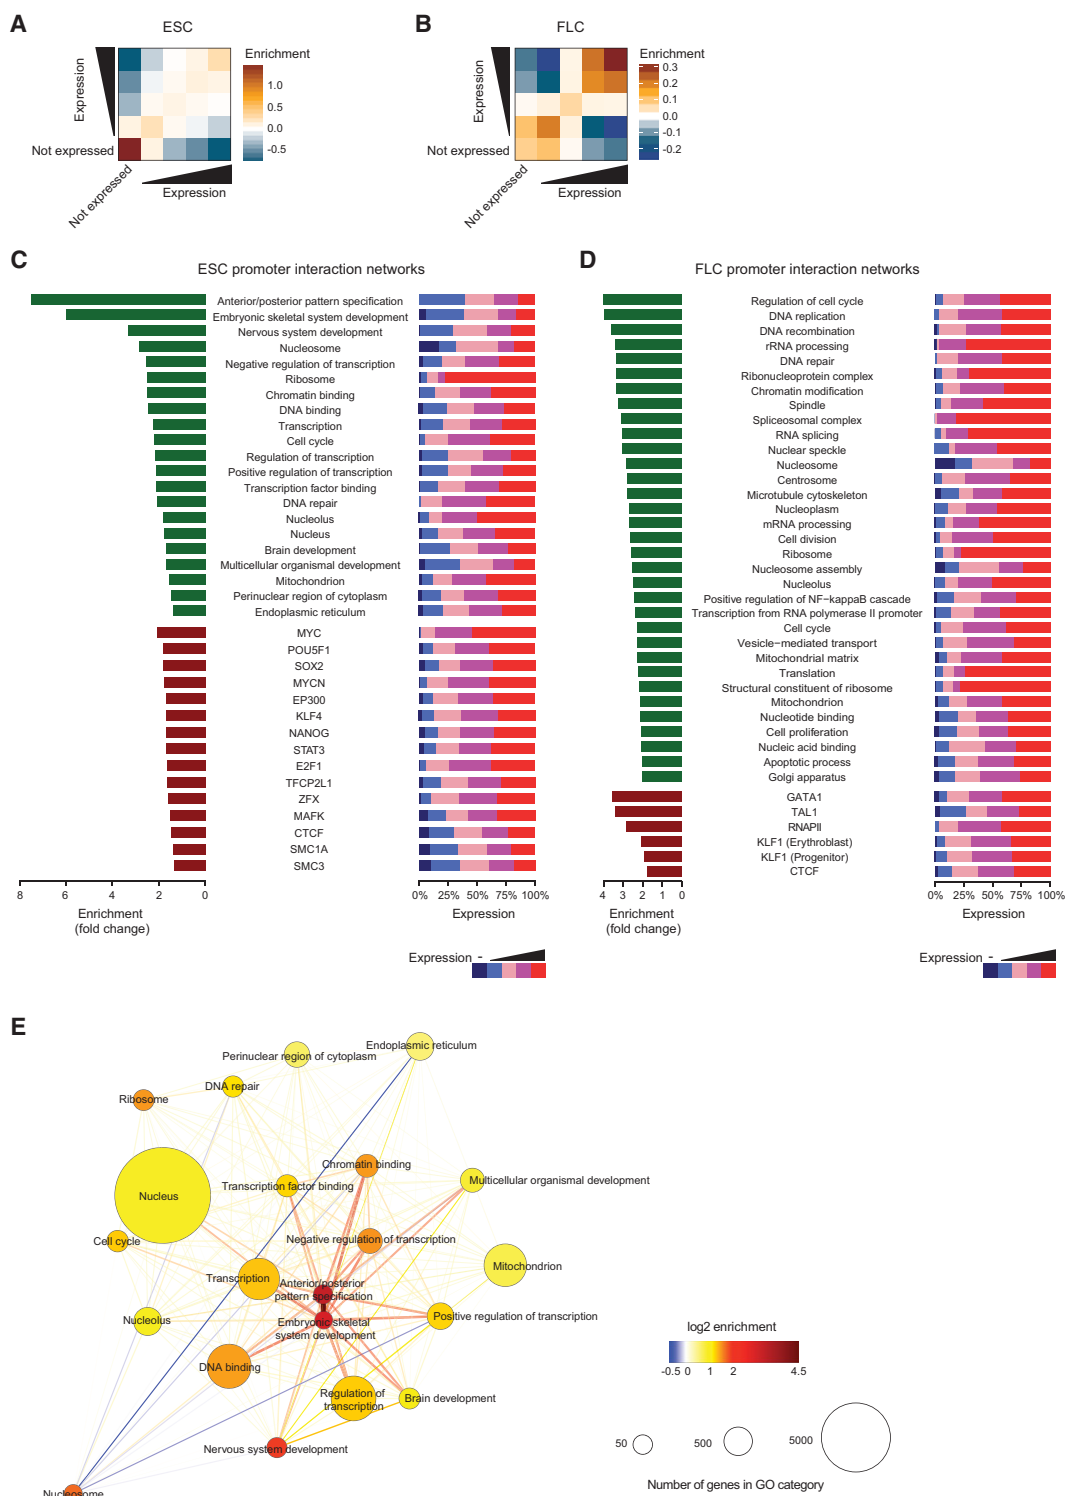 A
ESC
Enrichment
1.0
0.5
0.0
-0.5
Expression
Not expressed
Not expressed
Expression
B
FLC
Enrichment
0.3
0.2
0.1
0.0
-0.1
-0.2
Expression
Not expressed
Not expressed
Expression
C
ESC promoter interaction networks
Anterior/posterior pattern specification
Embryonic skeletal system development
Nervous system development
Nucleosome
Negative regulation of transcription
Ribosome
Chromatin binding
DNA binding
Transcription
Cell cycle
Regulation of transcription
Positive regulation of transcription
Transcription factor binding
DNA repair
Nucleolus
Nucleus
Brain development
Multicellular organismal development
Mitochondrion
Perinuclear region of cytoplasm
Endoplasmic reticulum
MYC
POU5F1
SOX2
MYCN
EP300
KLF4
NANOG
STAT3
E2F1
TFCP2L1
ZFX
MAFK
CTCF
SMC1A
SMC3
8 6 4 2 0
Enrichment
(fold change)
0% 25% 50% 75% 100%
Expression
Expression -
D
FLC promoter interaction networks
Regulation of cell cycle
DNA replication
DNA recombination
rRNA processing
DNA repair
Ribonucleoprotein complex
Chromatin modification
Spindle
Spliceosomal complex
RNA splicing
Nuclear speckle
Nucleosome
Centrosome
Microtubule cytoskeleton
Nucleoplasm
mRNA processing
Cell division
Ribosome
Nucleosome assembly
Nucleolus
Positive regulation of NF−kappaB cascade
Transcription from RNA polymerase II promoter
Cell cycle
Vesicle−mediated transport
Mitochondrial matrix
Translation
Structural constituent of ribosome
Mitochondrion
Nucleotide binding
Cell proliferation
Nucleic acid binding
Apoptotic process
Golgi apparatus
GATA1
TAL1
RNAPII
KLF1 (Erythroblast)
KLF1 (Progenitor)
CTCF
4 3 2 1 0
Enrichment
(fold change)
0% 25% 50% 75% 100%
Expression
Expression -
E
Endoplasmic reticulum
Perinuclear region of cytoplasm
DNA repair
Ribosome
Chromatin binding
Transcription factor binding
Multicellular organismal development
Nucleus
Cell cycle
Negative regulation of transcription
Mitochondrion
Transcription
Anterior/posterior
pattern specification
Nucleolus
Embryonic skeletal
system development
Positive regulation of transcription
DNA binding
Regulation of
transcription
Brain development
Nervous system development
Nucleosome
log2 enrichment
-0.5 0 1 2 4.5
50
500
5000
Number of genes in GO category